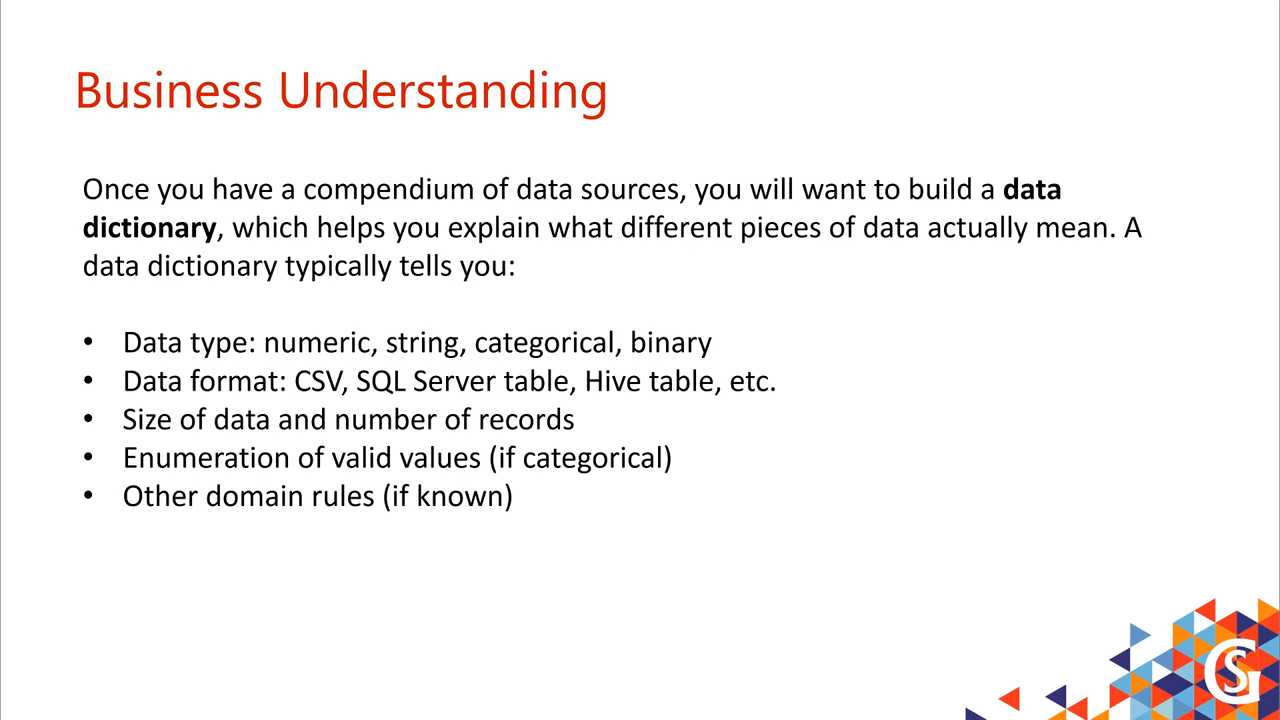 Business Understanding
Once you have a compendium of data sources, you will want to build a data
dictionary, which helps you explain what different pieces of data actually mean. A
data dictionary typically tells you:
• Data type: numeric, string, categorical, binary
• Data format: CSV, SQL Server table, Hive table, etc.
• Size of data and number of records
• Enumeration of valid values (if categorical)
• Other domain rules (if known)